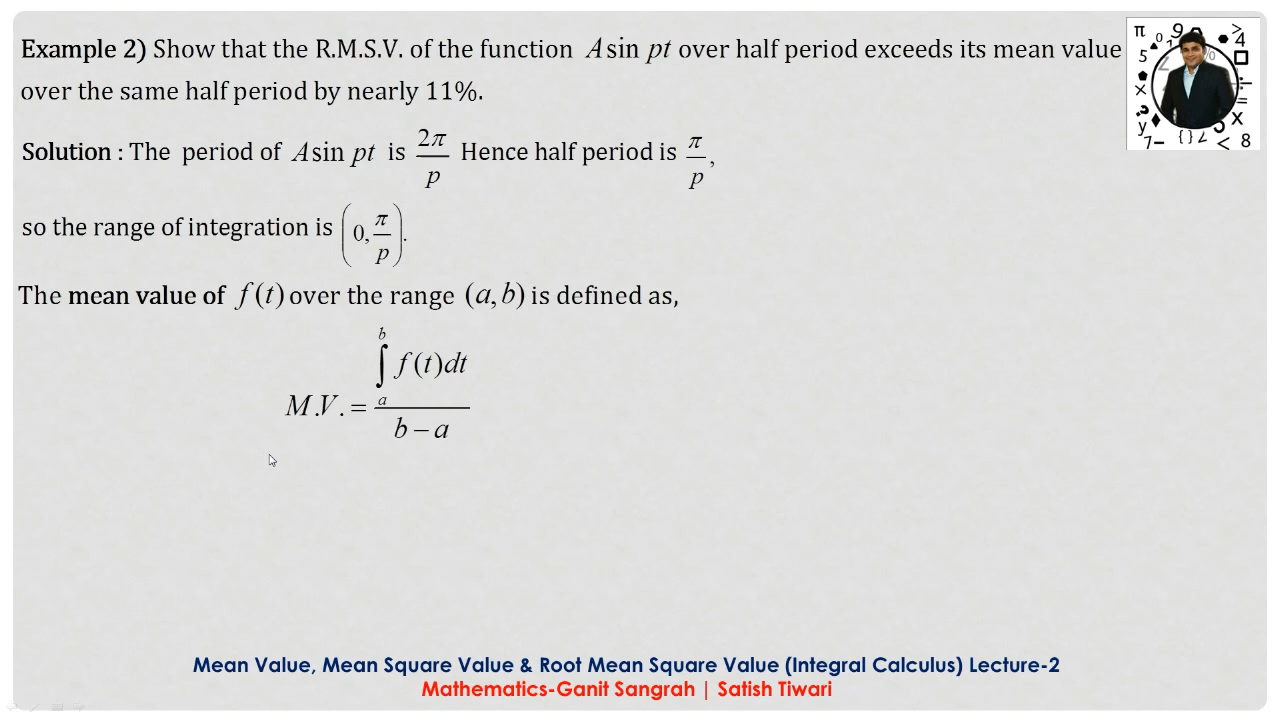 Example 2) Show that the R.M.S.V. of the function A sin pt over half period exceeds its mean value
over the same half period by nearly 11%.
Solution : The period of A sin pt is 2π/p Hence half period is π/p,
so the range of integration is (0, π/p).
The mean value of f(t) over the range (a,b) is defined as,
M.V. = ∫ₐᵇ f(t)dt / b − a
Mean Value, Mean Square Value & Root Mean Square Value (Integral Calculus) Lecture-2
Mathematics-Ganit Sangrah | Satish Tiwari